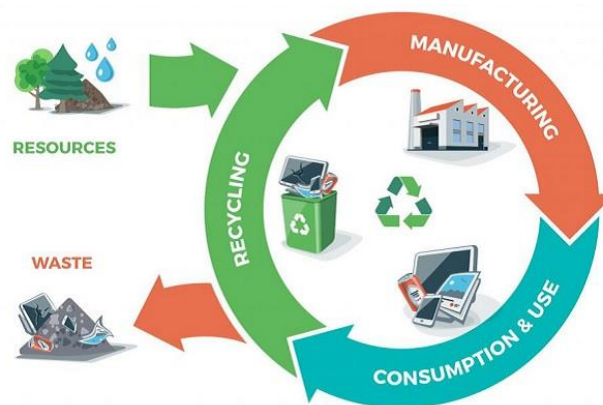 RESOURCES
WASTE
RECYCLING
MANUFACTURING
CONSUMPTION & USE